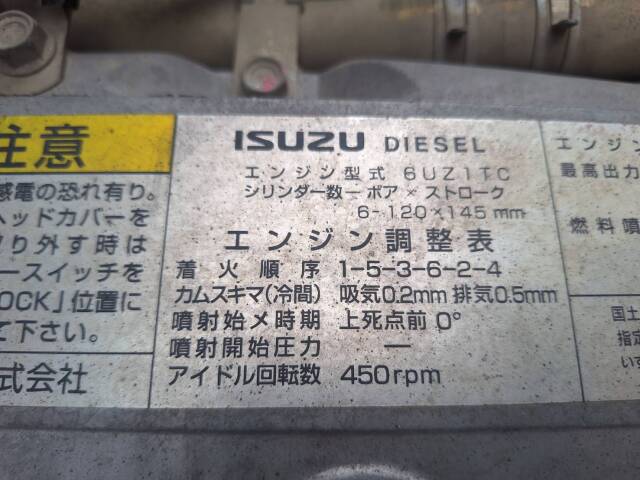 注意
感電の恐れ有り。
ヘッドカバーを
り外す時は
ースイッチを
OCK」位置に
て下さい。
式会社
ISUZU DIESEL
エンジン型式 6UZ1TC
シリンダー数－ボア×ストローク
6-120×145mm
エンジン調整表
着火順序 1-5-3-6-2-4
カムスキマ(冷間) 吸気0.2mm 排気0.5mm
噴射始メ時期 上死点前 0°
噴射開始圧力 —
アイドル回転数 450rpm
エンジン
最高出力
燃料噴
国土
指定
いす